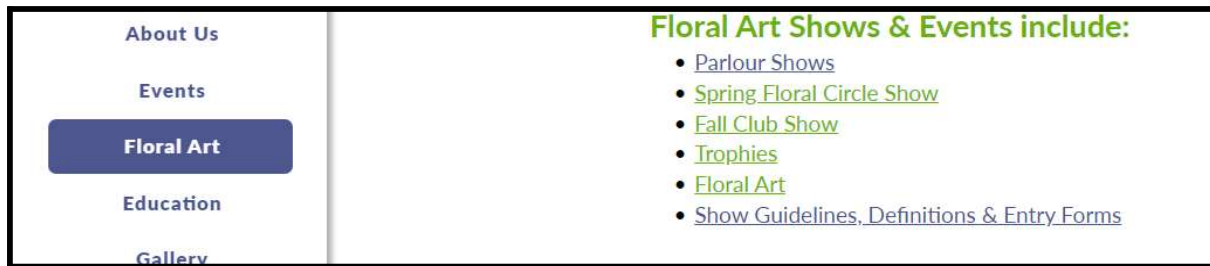 About Us
Events
Floral Art
Education
Gallery
Floral Art Shows & Events include:
• Parlour Shows
• Spring Floral Circle Show
• Fall Club Show
• Trophies
• Floral Art
• Show Guidelines, Definitions & Entry Forms